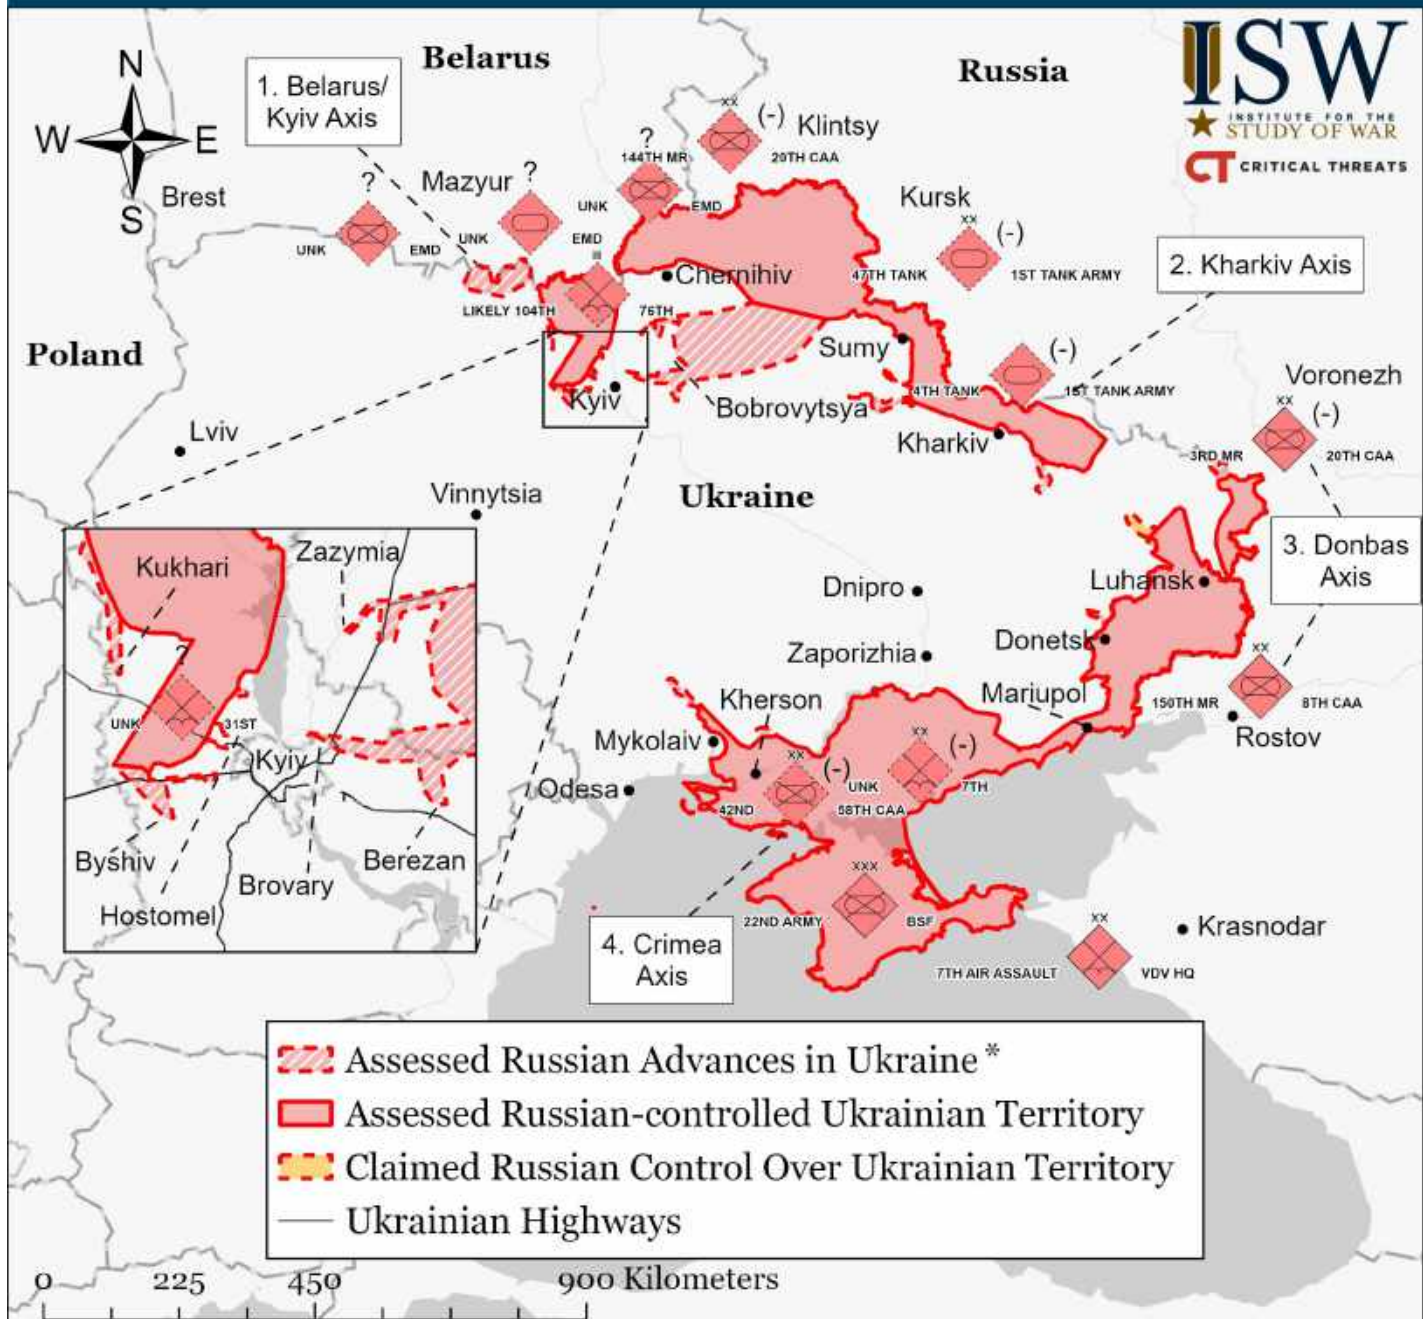 Belarus
Russia
ISW
INSTITUTE FOR THE
STUDY OF WAR
CT CRITICAL THREATS
N
W
E
S
1. Belarus/
Kyiv Axis
Brest
Mazyur
?
UNK
EMD
?
UNK
EMD
?
144TH MR
UNK
EMD
xx
(-)
Klintsy
20TH CAA
Kursk
xx
(-)
47TH TANK
1ST TANK ARMY
2. Kharkiv Axis
Chernihiv
III
LIKELY 104TH
76TH
Poland
Sumy
(-)
4TH TANK
1ST TANK ARMY
Voronezh
xx
(-)
3RD MR
20TH CAA
Kyiv
Bobrovytsya
Kharkiv
Lviv
Vinnytsia
Ukraine
3. Donbas
Axis
Luhansk
Dnipro
Donetsk
Zaporizhia
Mariupol
Kherson
xx
150TH MR
8TH CAA
Rostov
Mykolaiv
Odesa
xx
(-)
42ND
58TH CAA
(-)
UNK
7TH
Kukhari
Zazymia
?
UNK
31ST
Kyiv
Byshiv
Hostomel
Brovary
Berezan
xxx
22ND ARMY
BSF
4. Crimea
Axis
xx
7TH AIR ASSAULT
VDV HQ
Krasnodar
Assessed Russian Advances in Ukraine*
Assessed Russian-controlled Ukrainian Territory
Claimed Russian Control Over Ukrainian Territory
Ukrainian Highways
0 225 450 900 Kilometers